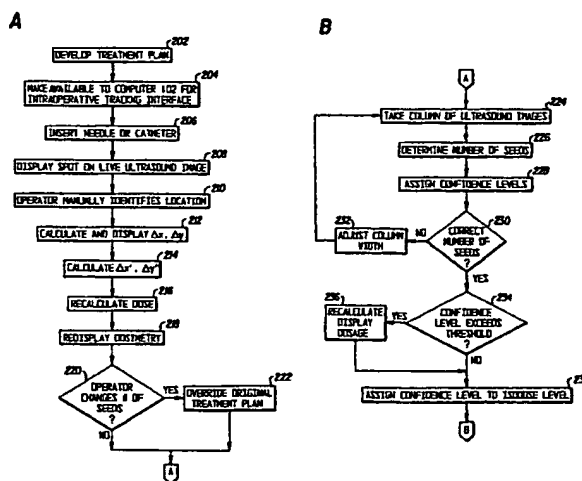 A
202
DEVELOP TREATMENT PLAN
204
MAKE AVAILABLE TO COMPUTER 102 FOR
INTRAOPERATIVE TRACKING INTERFACE
206
INSERT NEEDLE OR CATHETER
208
DISPLAY SPOT ON LIVE ULTRASOUND IMAGE
210
OPERATOR MANUALLY IDENTIFIES LOCATION
212
CALCULATE AND DISPLAY Δx, Δy
214
CALCULATE Δx', Δy'
216
RECALCULATE DOSE
218
REDISPLAY DOSIMETRY
220
OPERATOR
CHANGES # OF
SEEDS
?
YES
222
OVERRIDE ORIGINAL
TREATMENT PLAN
NO
A
B
A
224
TAKE COLUMN OF ULTRASOUND IMAGES
226
DETERMINE NUMBER OF SEEDS
228
ASSIGN CONFIDENCE LEVELS
230
CORRECT
NUMBER OF
SEEDS
?
NO
232
ADJUST COLUMN
WIDTH
YES
234
CONFIDENCE
LEVEL EXCEEDS
THRESHOLD
?
YES
236
RECALCULATE
DISPLAY
DOSAGE
NO
ASSIGN CONFIDENCE LEVEL TO ISODOSE LEVEL
B